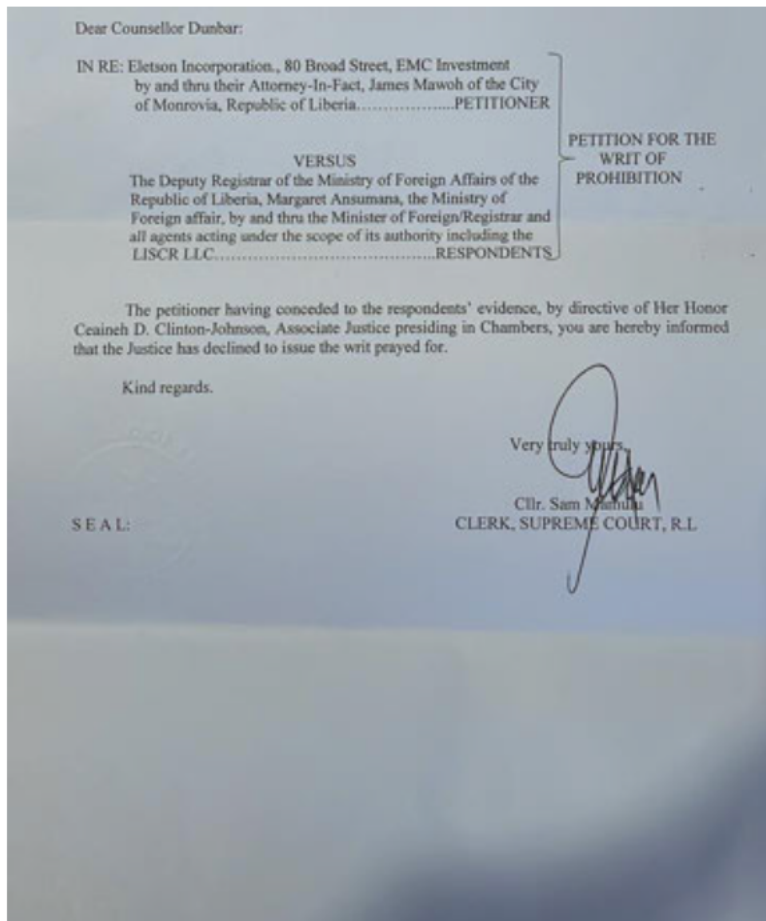 Dear Counsellor Dunbar:
IN RE: Eletson Incorporation., 80 Broad Street, EMC Investment
by and thru their Attorney-In-Fact, James Mawoh of the City
of Monrovia, Republic of Liberia..................PETITIONER
VERSUS
The Deputy Registrar of the Ministry of Foreign Affairs of the
Republic of Liberia, Margaret Ansumana, the Ministry of
Foreign affair, by and thru the Minister of Foreign/Registrar and
all agents acting under the scope of its authority including the
LISCR LLC.......................................RESPONDENTS
PETITION FOR THE
WRIT OF
PROHIBITION
The petitioner having conceded to the respondents' evidence, by directive of Her Honor
Ceaineh D. Clinton-Johnson, Associate Justice presiding in Chambers, you are hereby informed
that the Justice has declined to issue the writ prayed for.
Kind regards.
Very truly yours,
Cllr. Sam
S E A L:
CLERK, SUPREME COURT, R.L